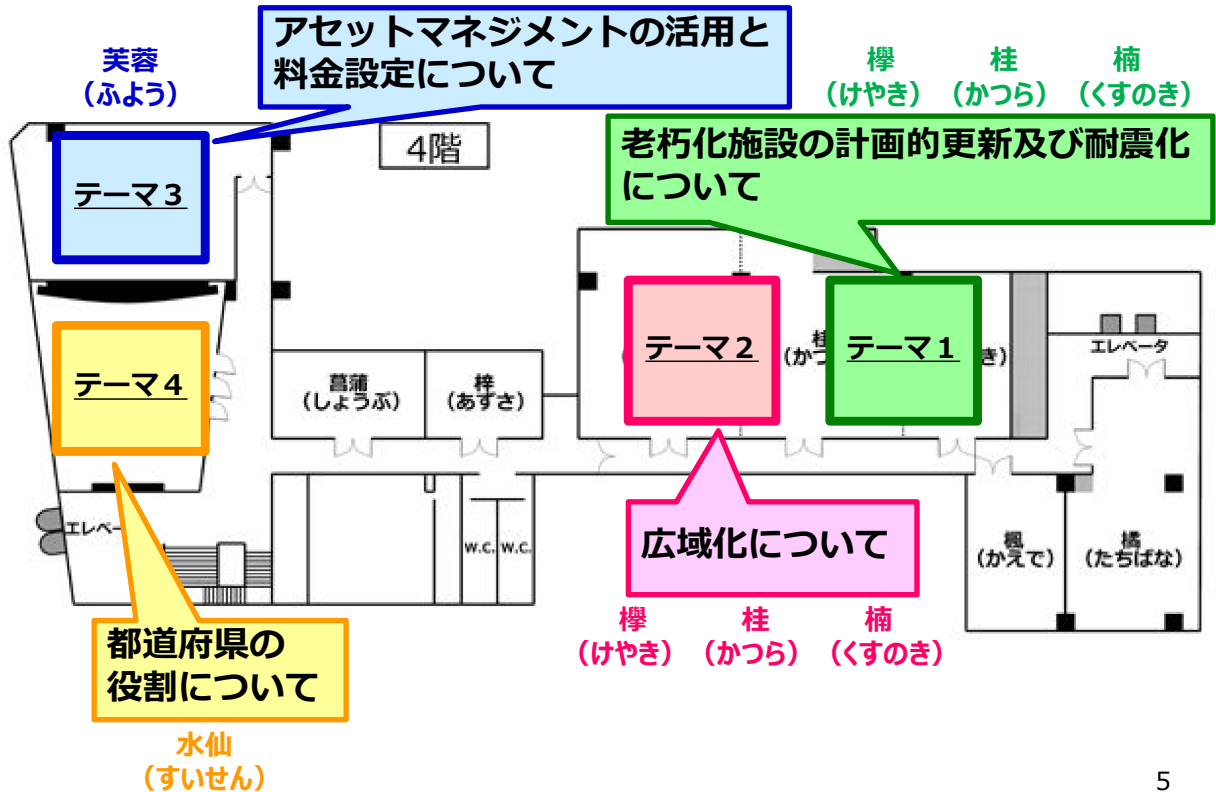 アセットマネジメントの活用と
料金設定について
芙蓉
（ふよう）
欅
（けやき）
桂
（かつら）
楠
（くすのき）
4階
老朽化施設の計画的更新及び耐震化
について
テーマ３
テーマ２
（かつ
テーマ１
き）
エレベータ
テーマ４
菖蒲
（しょうぶ）
梓
（あずさ）
エレベー
W.C.
W.C.
広域化について
楓
（かえで）
橘
（たちばな）
欅
（けやき）
桂
（かつら）
楠
（くすのき）
都道府県の
役割について
水仙
（すいせん）
5